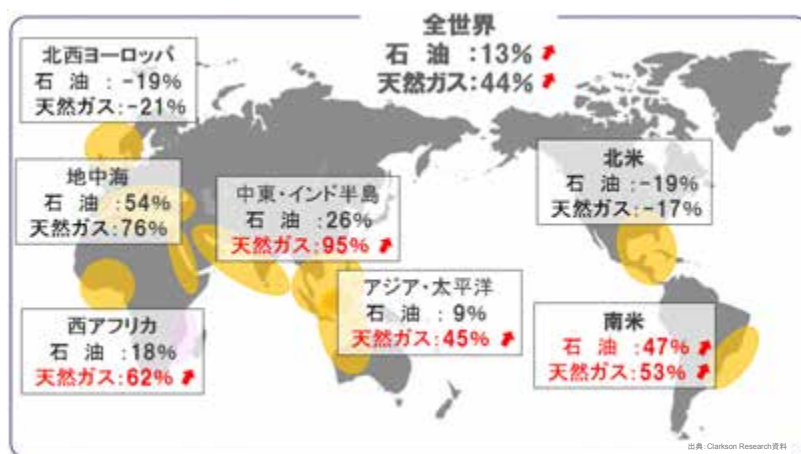 全世界
石 油 :13%
天然ガス:44%
北西ヨーロッパ
石 油 :-19%
天然ガス:-21%
地中海
石 油 :54%
天然ガス:76%
中東・インド半島
石 油 :26%
天然ガス:95%
北米
石 油 :-19%
天然ガス:-17%
アジア・太平洋
石 油 :9%
天然ガス:45%
西アフリカ
石 油 :18%
天然ガス:62%
南米
石 油 :47%
天然ガス:53%
出典: Clarkson Research資料